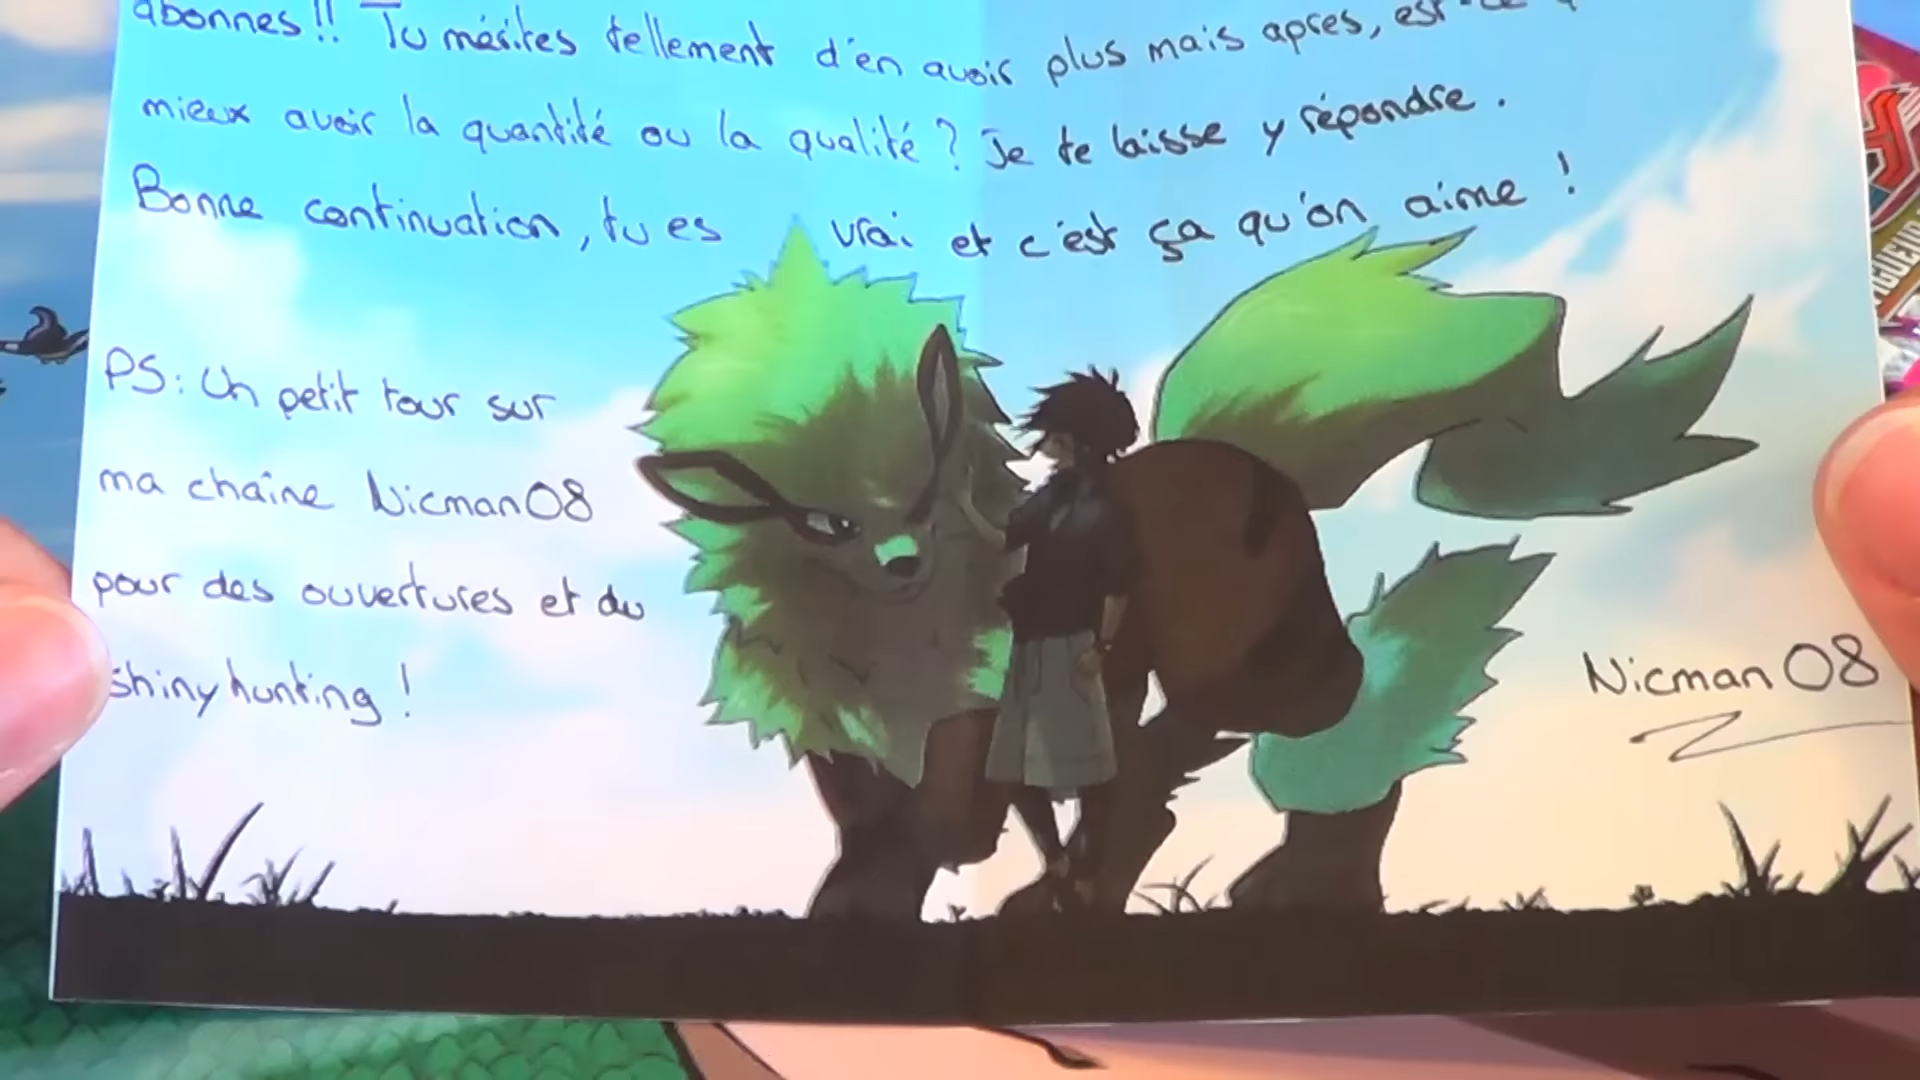 abonnés!! Tu mérites tellement d'en avoir plus mais après, est-ce
mieux avoir la quantité ou la qualité ? Je te laisse y répondre.
Bonne continuation, tu es vrai et c'est ça qu'on aime !
PS: Un petit tour sur
ma chaîne Nicman08
pour des ouvertures et du
shiny hunting !
Nicman08